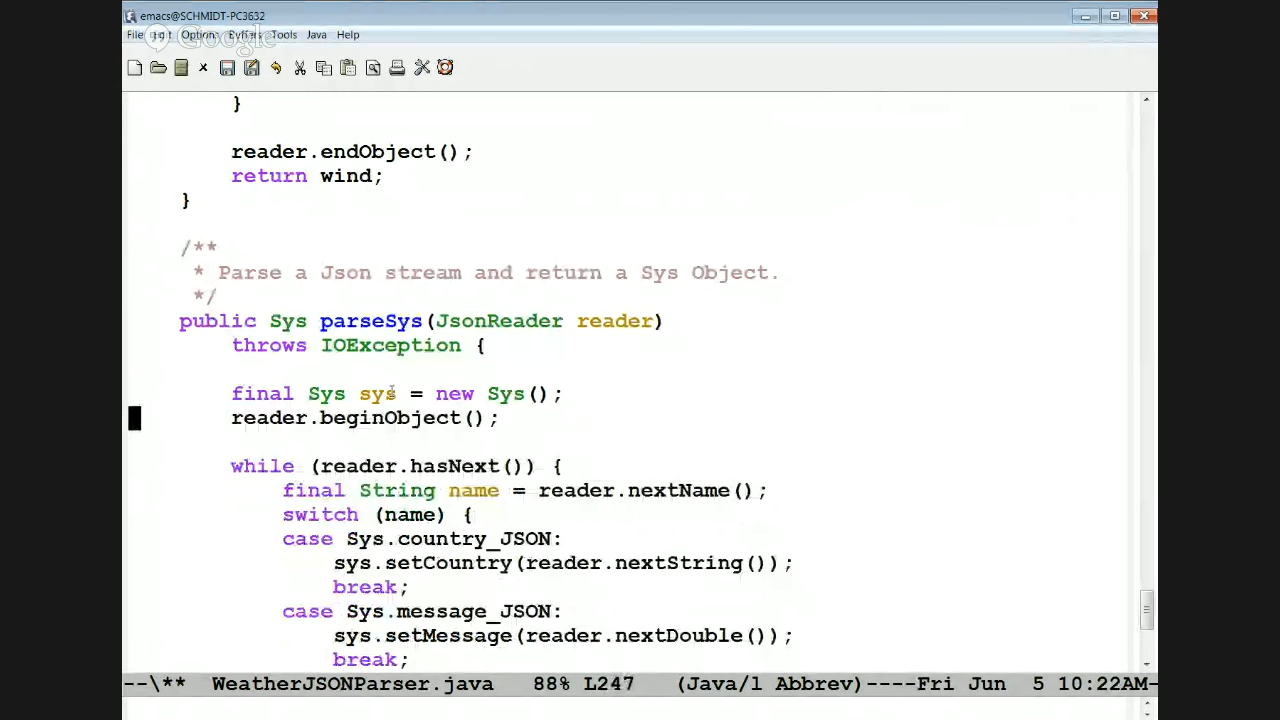 emacs@SCHMIDT-PC3632
File Edit Options Buffers Tools Java Help
Google
}
reader.endObject();
return wind;
}
/**
* Parse a Json stream and return a Sys Object.
*/
public Sys parseSys(JsonReader reader)
throws IOException {
final Sys sys = new Sys();
reader.beginObject();
while (reader.hasNext()) {
final String name = reader.nextName();
switch (name) {
case Sys.country_JSON:
sys.setCountry(reader.nextString());
break;
case Sys.message_JSON:
sys.setMessage(reader.nextDouble());
break;
--\** WeatherJSONParser.java 88% L247 (Java/l Abbrev)----Fri Jun 5 10:22AM-